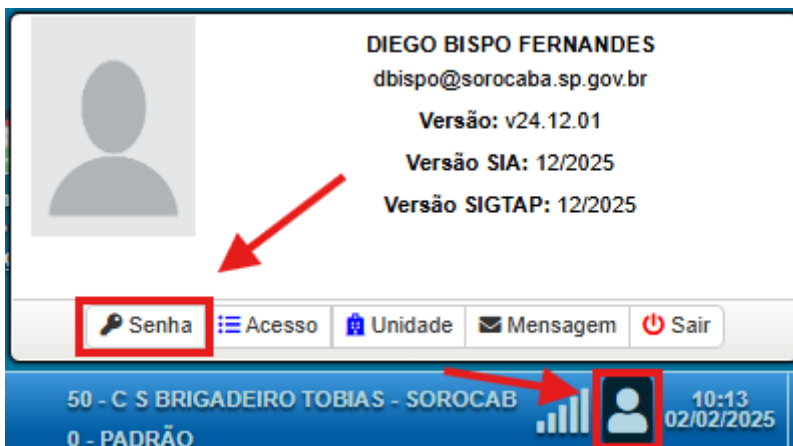 DIEGO BISPO FERNANDES
dbispo@sorocaba.sp.gov.br
Versão: v24.12.01
Versão SIA: 12/2025
Versão SIGTAP: 12/2025
Senha Acesso Unidade Mensagem Sair
50 - C S BRIGADEIRO TOBIAS - SOROCAB
0 - PADRÃO
10:13
02/02/2025